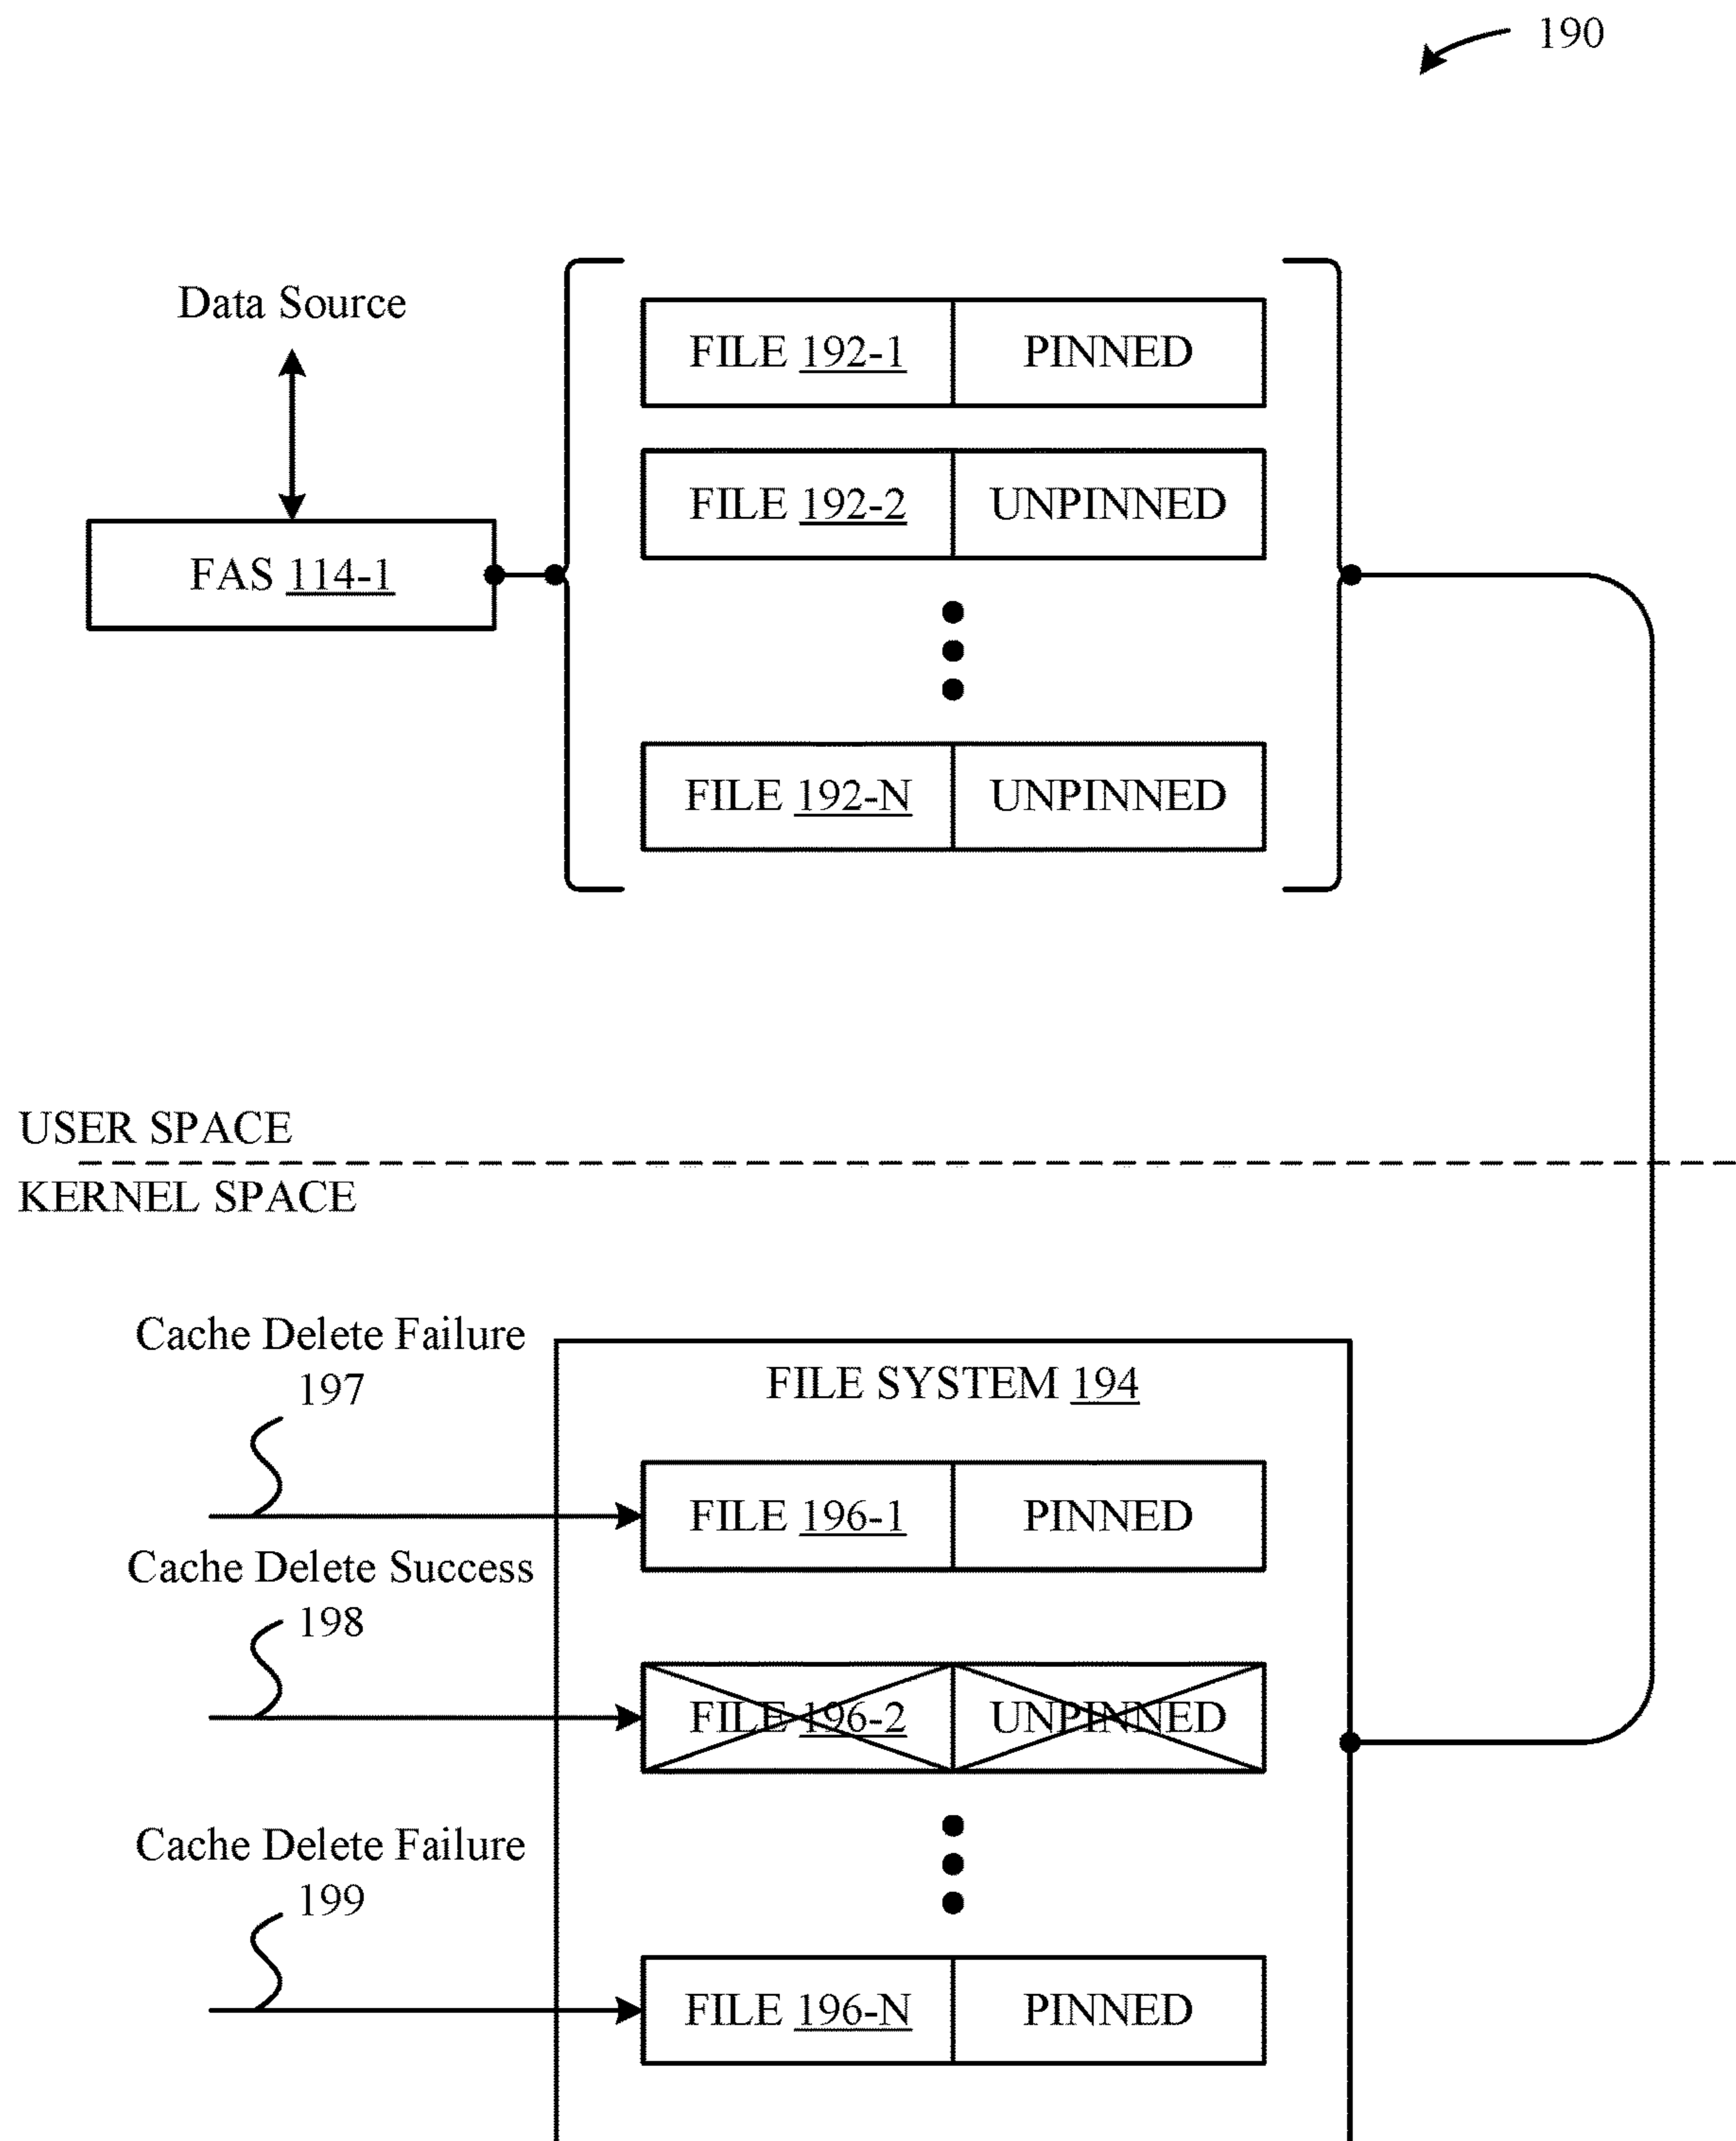 190
Data Source
FILE 192-1 PINNED
FILE 192-2 UNPINNED
FAS 114-1
FILE 192-N UNPINNED
USER SPACE
KERNEL SPACE
Cache Delete Failure
197
FILE SYSTEM 194
FILE 196-1 PINNED
Cache Delete Success
198
FILE 196-2 UNPINNED
Cache Delete Failure
199
FILE 196-N PINNED